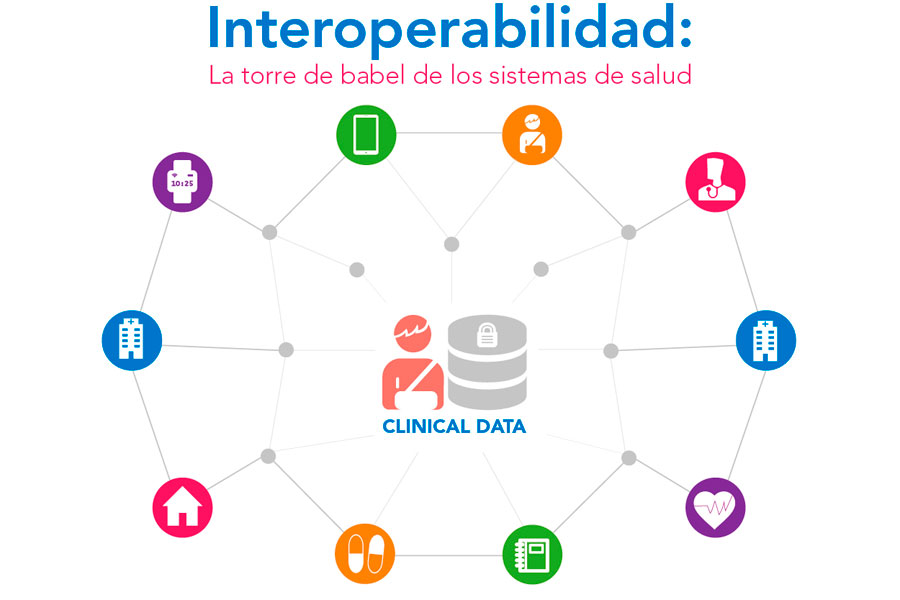 Interoperabilidad:
La torre de babel de los sistemas de salud
10:25
CLINICAL DATA